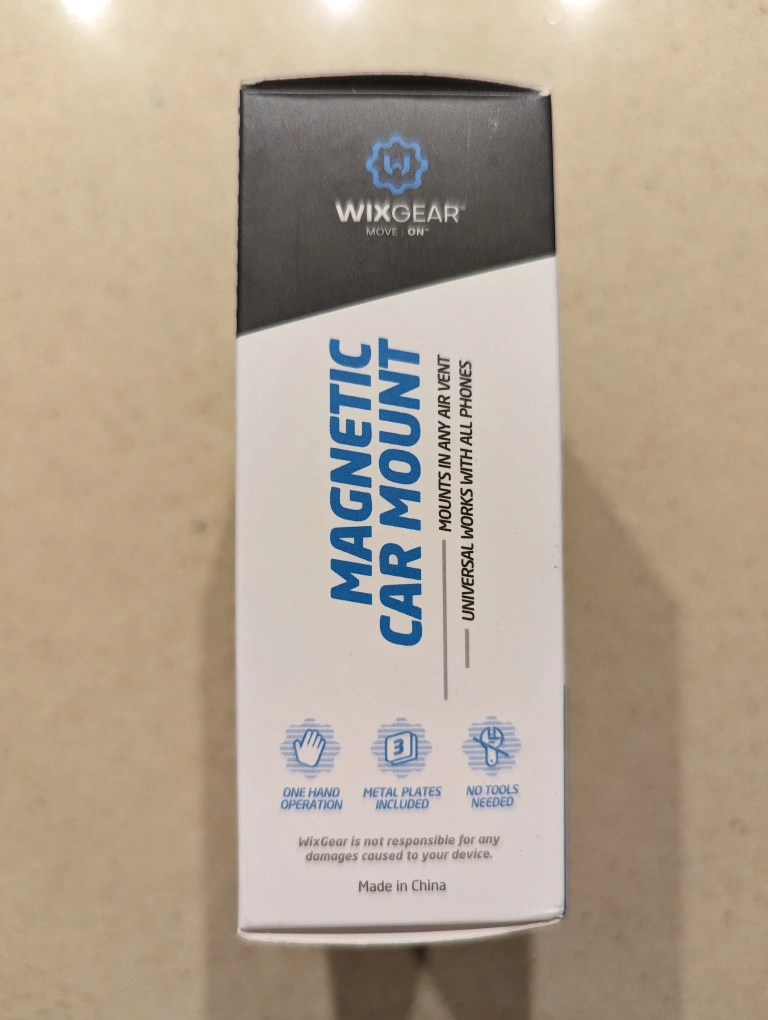 W
WIXGEAR™
MOVE : ON™
MAGNETIC
CAR MOUNT
MOUNTS IN ANY AIR VENT
UNIVERSAL WORKS WITH ALL PHONES
3
ONE HAND
OPERATION
METAL PLATES
INCLUDED
NO TOOLS
NEEDED
WixGear is not responsible for any
damages caused to your device.
Made in China